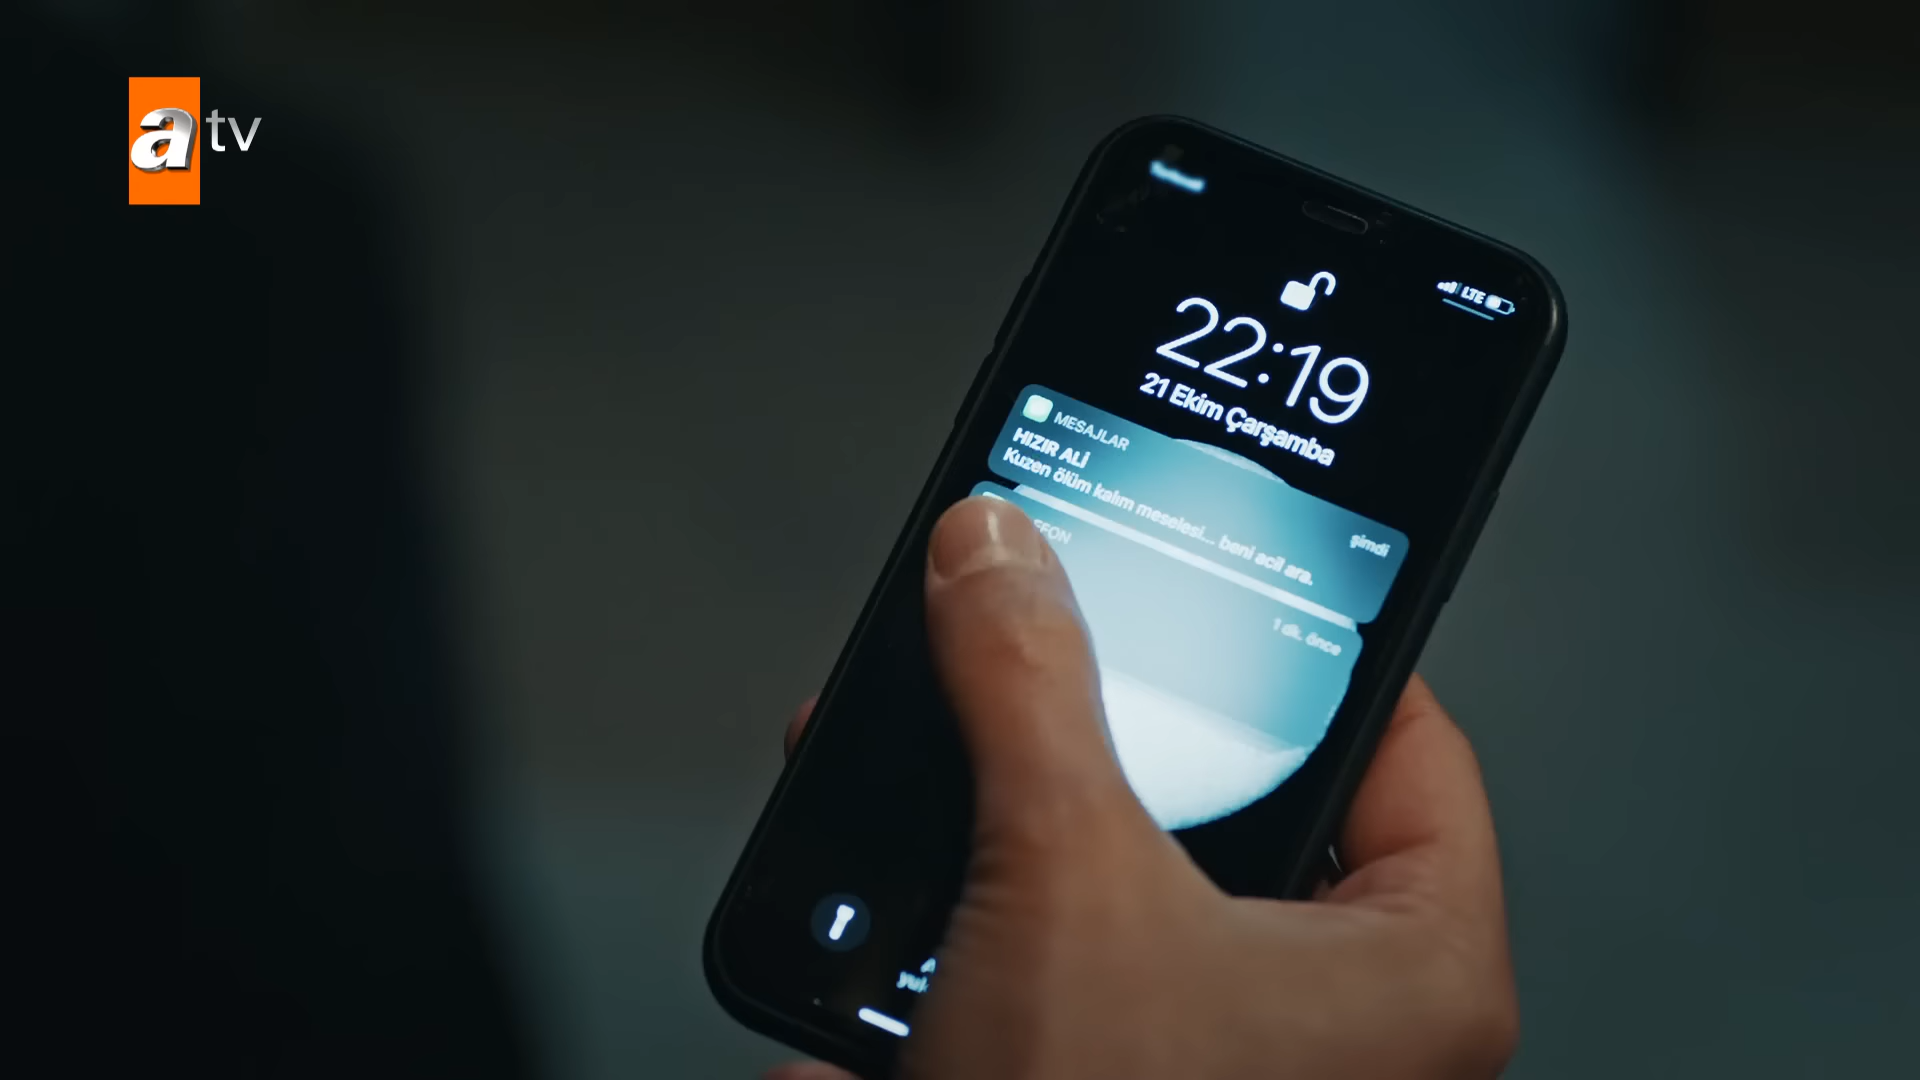 atv
LTE
22:19
21 Ekim Çarşamba
MESAJLAR
şimdi
HIZIR ALİ
Kuzen ölüm kalım meselesi... beni acil ara.
1 dk. önce